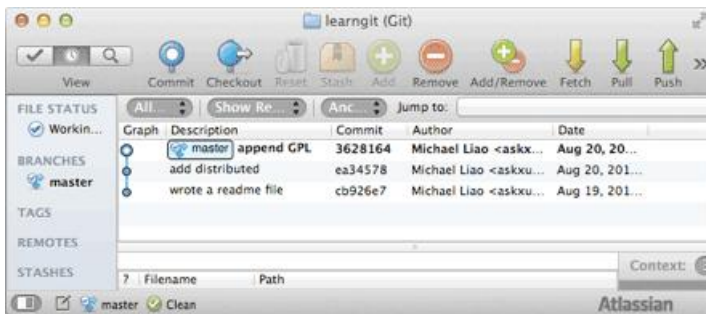 learngit (Git)
View Commit Checkout Reset Stash Add Remove Add/Remove Fetch Pull Push
FILE STATUS All... Show Re... Anc... Jump to:
Workin... Graph Description Commit Author Date
master append GPL 3628164 Michael Liao <askx... Aug 20, 20...
BRANCHES
add distributed ea34578 Michael Liao <askxu... Aug 20, 201...
master
wrote a readme file cb926e7 Michael Liao <askxu... Aug 19, 201...
TAGS
REMOTES
Context:
STASHES
? Filename Path
master Clean Atlassian